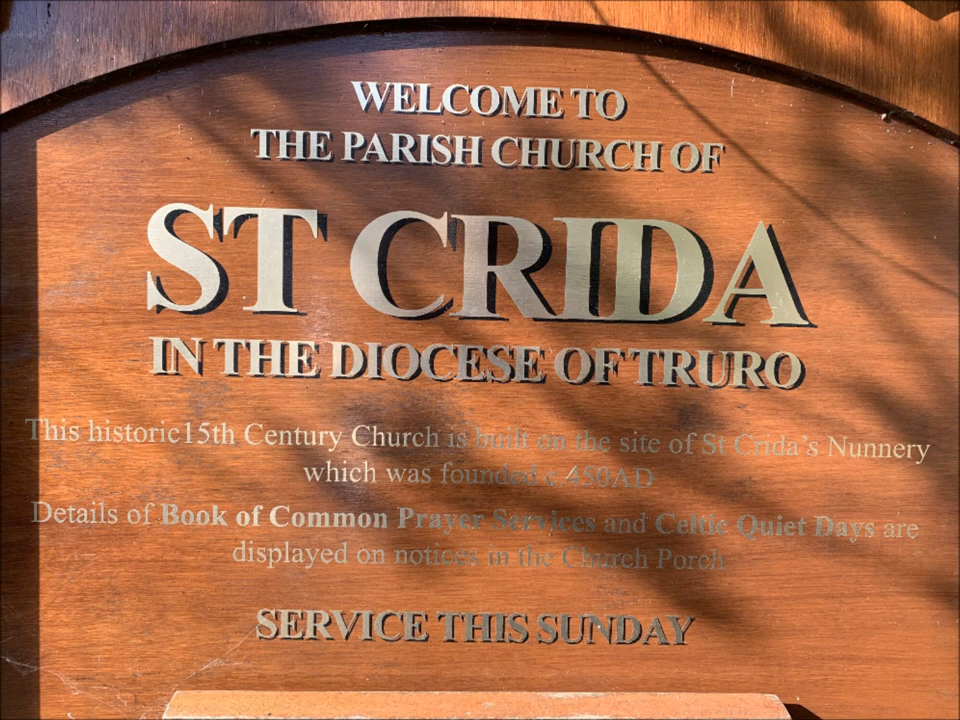 WELCOME TO
THE PARISH CHURCH OF
ST CRIDA
IN THE DIOCESE OF TRURO
This historic15th Century Church is built on the site of St Crida's Nunnery
which was founded c.450AD
Details of Book of Common Prayer Services and Celtic Quiet Days are
displayed on notices in the Church Porch
SERVICE THIS SUNDAY